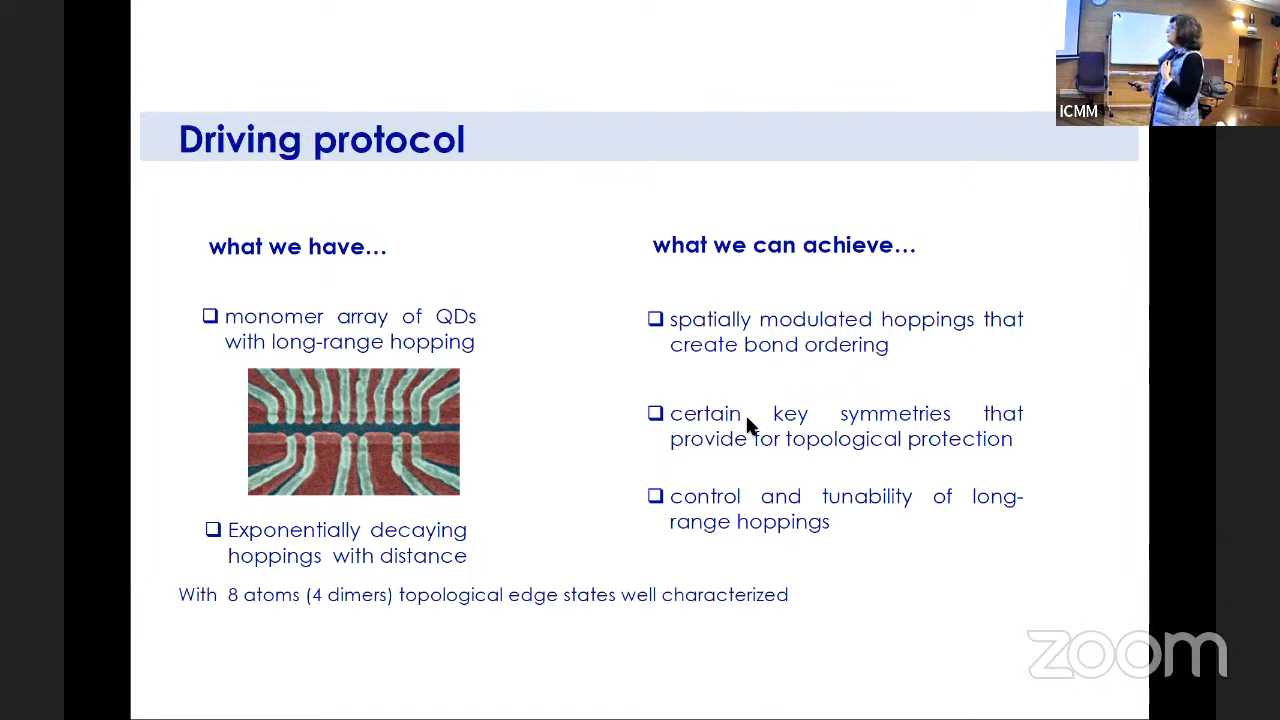 ICMM
Driving protocol
what we have…
monomer array of QDs
with long-range hopping
Exponentially decaying
hoppings with distance
what we can achieve…
spatially modulated hoppings that
create bond ordering
certain key symmetries that
provide for topological protection
control and tunability of long-
range hoppings
With 8 atoms (4 dimers) topological edge states well characterized
zoom